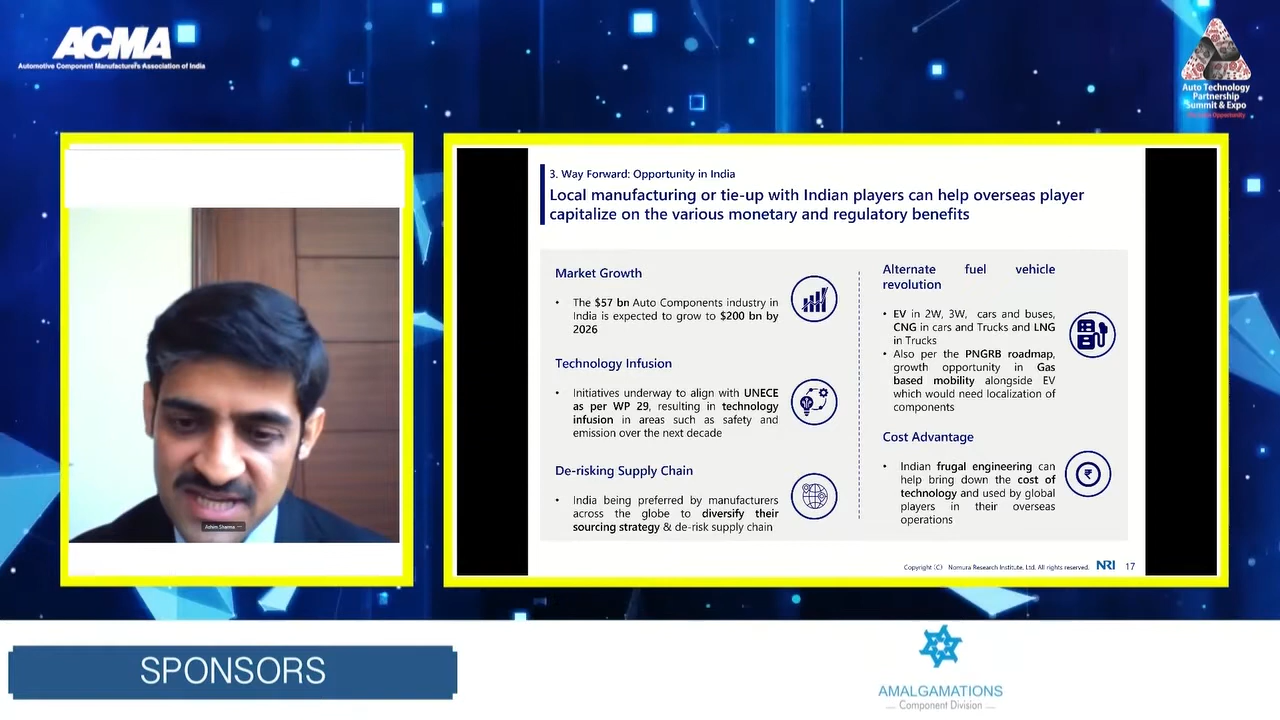 ACMA
Automotive Component Manufacturers Association of India
Auto Technology
Partnership
Summit & Expo
3. Way Forward: Opportunity in India
Local manufacturing or tie-up with Indian players can help overseas player
capitalize on the various monetary and regulatory benefits
Market Growth
• The $57 bn Auto Components industry in
India is expected to grow to $200 bn by
2026
Technology Infusion
• Initiatives underway to align with UNECE
as per WP 29, resulting in technology
infusion in areas such as safety and
emission over the next decade
De-risking Supply Chain
• India being preferred by manufacturers
across the globe to diversify their
sourcing strategy & de-risk supply chain
Alternate fuel vehicle
revolution
• EV in 2W, 3W, cars and buses,
CNG in cars and Trucks and LNG
in Trucks
• Also per the PNGRB roadmap,
growth opportunity in Gas
based mobility alongside EV
which would need localization of
components
Cost Advantage
• Indian frugal engineering can
help bring down the cost of
technology and used by global
players in their overseas
operations
₹
Copyright (C) Nomura Research Institute, Ltd. All rights reserved. NRI 17
Ashim Sharma
SPONSORS
AMALGAMATIONS
Component Division